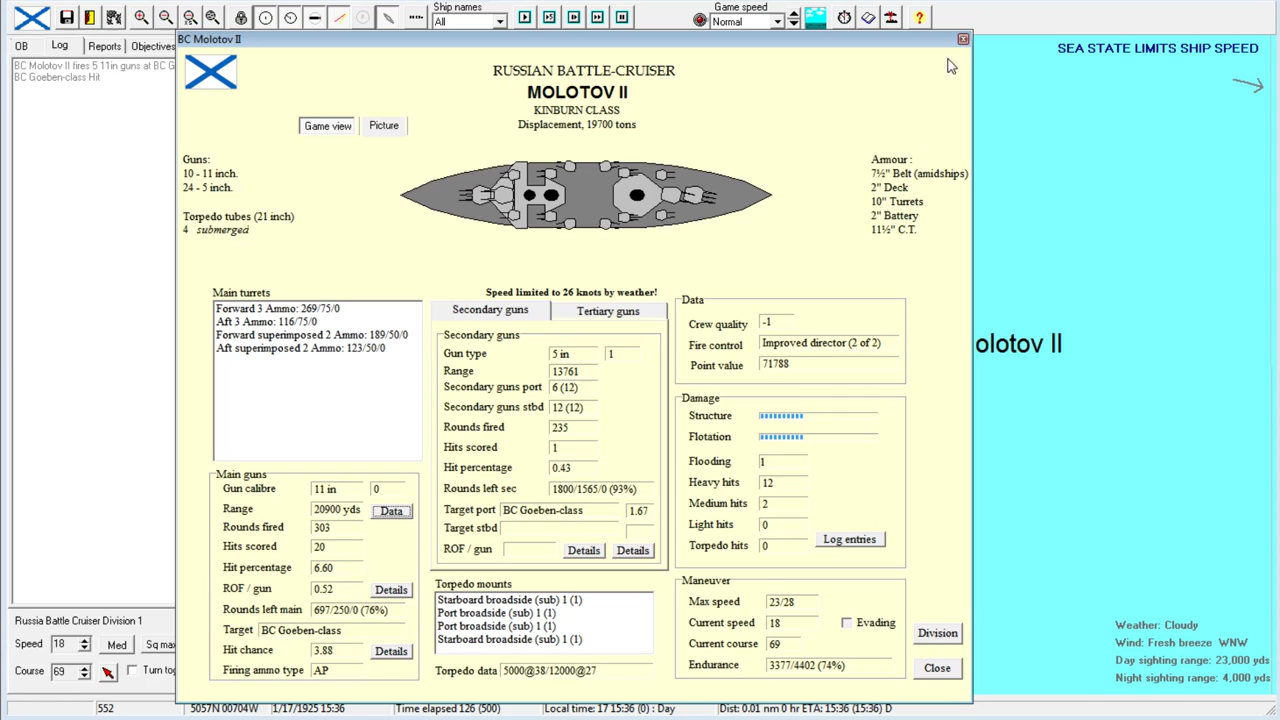 Ship names
All
Game speed
Normal
OB
Log
Reports
Objectives
BC Molotov II fires 5 11in guns at BC G
BC Goeben-class Hit
BC Molotov II
SEA STATE LIMITS SHIP SPEED
RUSSIAN BATTLE-CRUISER
MOLOTOV II
KINBURN CLASS
Displacement, 19700 tons
Game view
Picture
Guns:
10 - 11 inch.
24 - 5 inch.
Torpedo tubes (21 inch)
4 submerged
Armour :
7½" Belt (amidships)
2" Deck
10" Turrets
2" Battery
11½" C.T.
Main turrets
Forward 3 Ammo: 269/75/0
Aft 3 Ammo: 116/75/0
Forward superimposed 2 Ammo: 189/50/0
Aft superimposed 2 Ammo: 123/50/0
Speed limited to 26 knots by weather!
Secondary guns
Tertiary guns
Secondary guns
Gun type 5 in 1
Range 13761
Secondary guns port 6 (12)
Secondary guns stbd 12 (12)
Rounds fired 235
Hits scored 1
Hit percentage 0.43
Rounds left sec 1800/1565/0 (93%)
Target port BC Goeben-class 1.67
Target stbd
ROF / gun Details Details
Data
Crew quality -1
Fire control Improved director (2 of 2)
Point value 71788
olotov II
Damage
Structure
Flotation
Flooding 1
Heavy hits 12
Medium hits 2
Light hits 0
Torpedo hits 0
Log entries
Main guns
Gun calibre 11 in 0
Range 20900 yds Data
Rounds fired 303
Hits scored 20
Hit percentage 6.60
ROF / gun 0.52 Details
Rounds left main 697/250/0 (76%)
Target BC Goeben-class
Hit chance 3.88 Details
Firing ammo type AP
Torpedo mounts
Starboard broadside (sub) 1 (1)
Port broadside (sub) 1 (1)
Port broadside (sub) 1 (1)
Starboard broadside (sub) 1 (1)
Torpedo data 5000@38/12000@27
Maneuver
Max speed 23/28
Current speed 18
Evading
Current course 69
Endurance 3377/4402 (74%)
Division
Close
Russia Battle Cruiser Division 1
Speed 18 Med Sq max
Course 69 Turn tog
Weather: Cloudy
Wind: Fresh breeze WNW
Day sighting range: 23,000 yds
Night sighting range: 4,000 yds
552
5057N 00704W
1/17/1925 15:36
Time elapsed 126 (500)
Local time: 17 15:36 (0) : Day
Dist: 0.01 nm 0 hr ETA: 15:36 (15:36) D